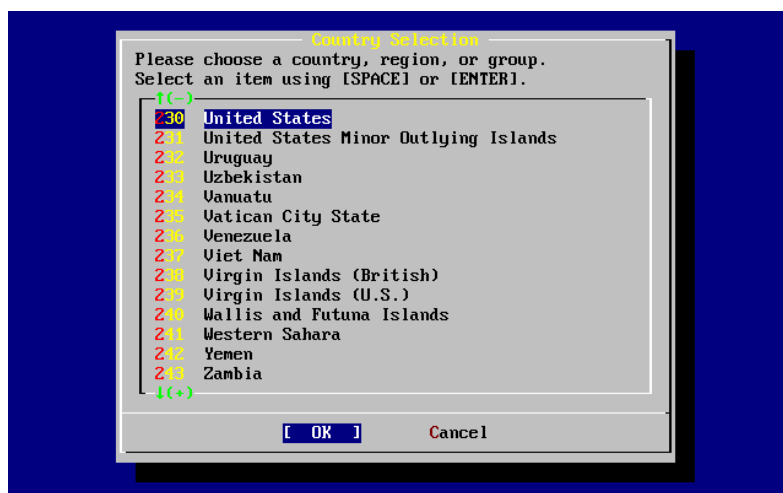 Country Selection
Please choose a country, region, or group.
Select an item using [SPACE] or [ENTER].
↑(-)
230 United States
231 United States Minor Outlying Islands
232 Uruguay
233 Uzbekistan
234 Vanuatu
235 Vatican City State
236 Venezuela
237 Viet Nam
238 Virgin Islands (British)
239 Virgin Islands (U.S.)
240 Wallis and Futuna Islands
241 Western Sahara
242 Yemen
243 Zambia
↓(+)
[ OK ] Cancel